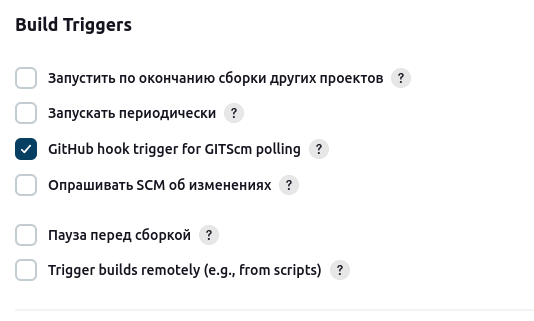 Build Triggers
Запустить по окончанию сборки других проектов ?
Запускать периодически ?
GitHub hook trigger for GITScm polling ?
Опрашивать SCM об изменениях ?
Пауза перед сборкой ?
Trigger builds remotely (e.g., from scripts) ?